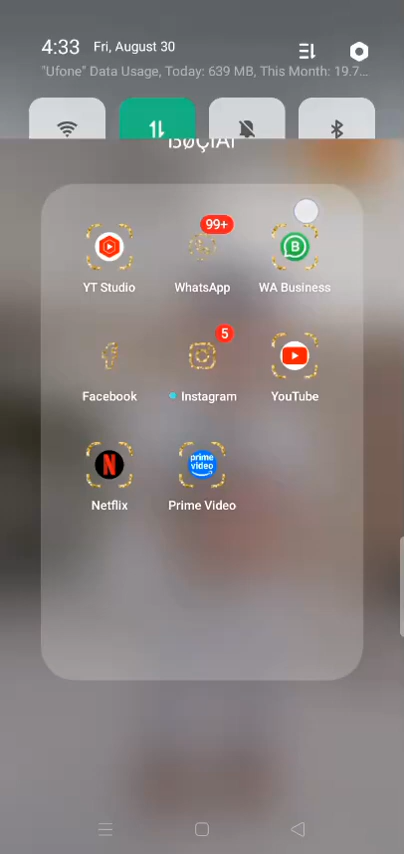 4:33 Fri, August 30
"Ufone" Data Usage, Today: 639 MB, This Month: 19.7...
99+
B
YT Studio WhatsApp WA Business
5
Facebook Instagram YouTube
N prime video
Netflix Prime Video